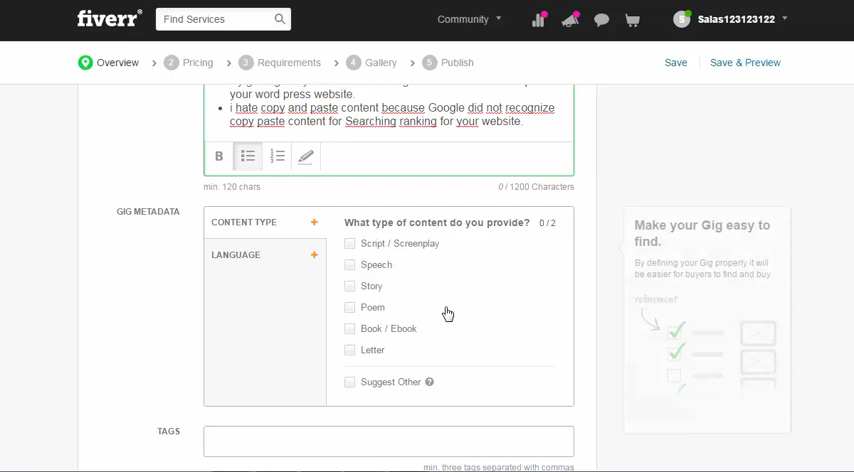 fiverr®
Find Services
Community
S
Salas123123122
Overview
2 Pricing
3 Requirements
4 Gallery
5 Publish
Save
Save & Preview
your word press website.
i hate copy and paste content because Google did not recognize
copy paste content for Searching ranking for your website.
B
min. 120 chars
0 / 1200 Characters
GIG METADATA
CONTENT TYPE +
LANGUAGE +
What type of content do you provide? 0 / 2
Script / Screenplay
Speech
Story
Poem
Book / Ebook
Letter
Suggest Other ?
Make your Gig easy to
find.
By defining your Gig properly it will
be easier for buyers to find and buy.
refinement
TAGS
min. three tags separated with commas